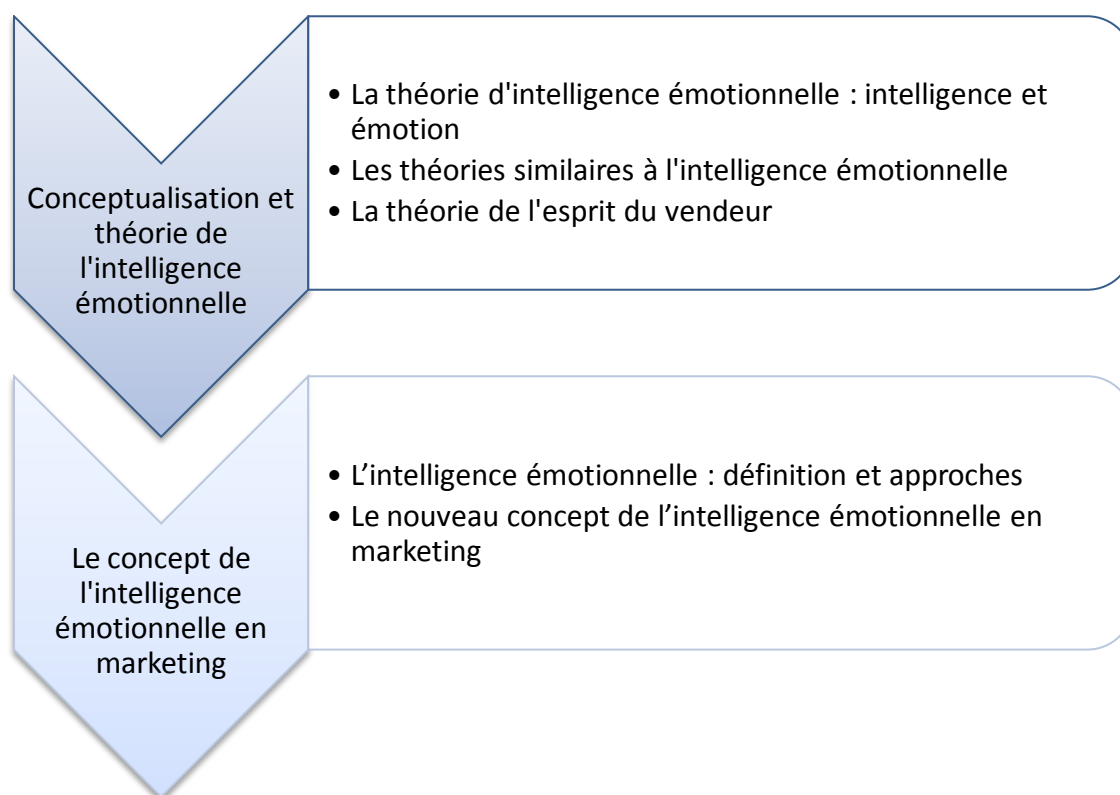 Conceptualisation et
théorie de
l'intelligence
émotionnelle
• La théorie d'intelligence émotionnelle : intelligence et
émotion
• Les théories similaires à l'intelligence émotionnelle
• La théorie de l'esprit du vendeur
Le concept de
l'intelligence
émotionnelle en
marketing
• L’intelligence émotionnelle : définition et approches
• Le nouveau concept de l’intelligence émotionnelle en
marketing